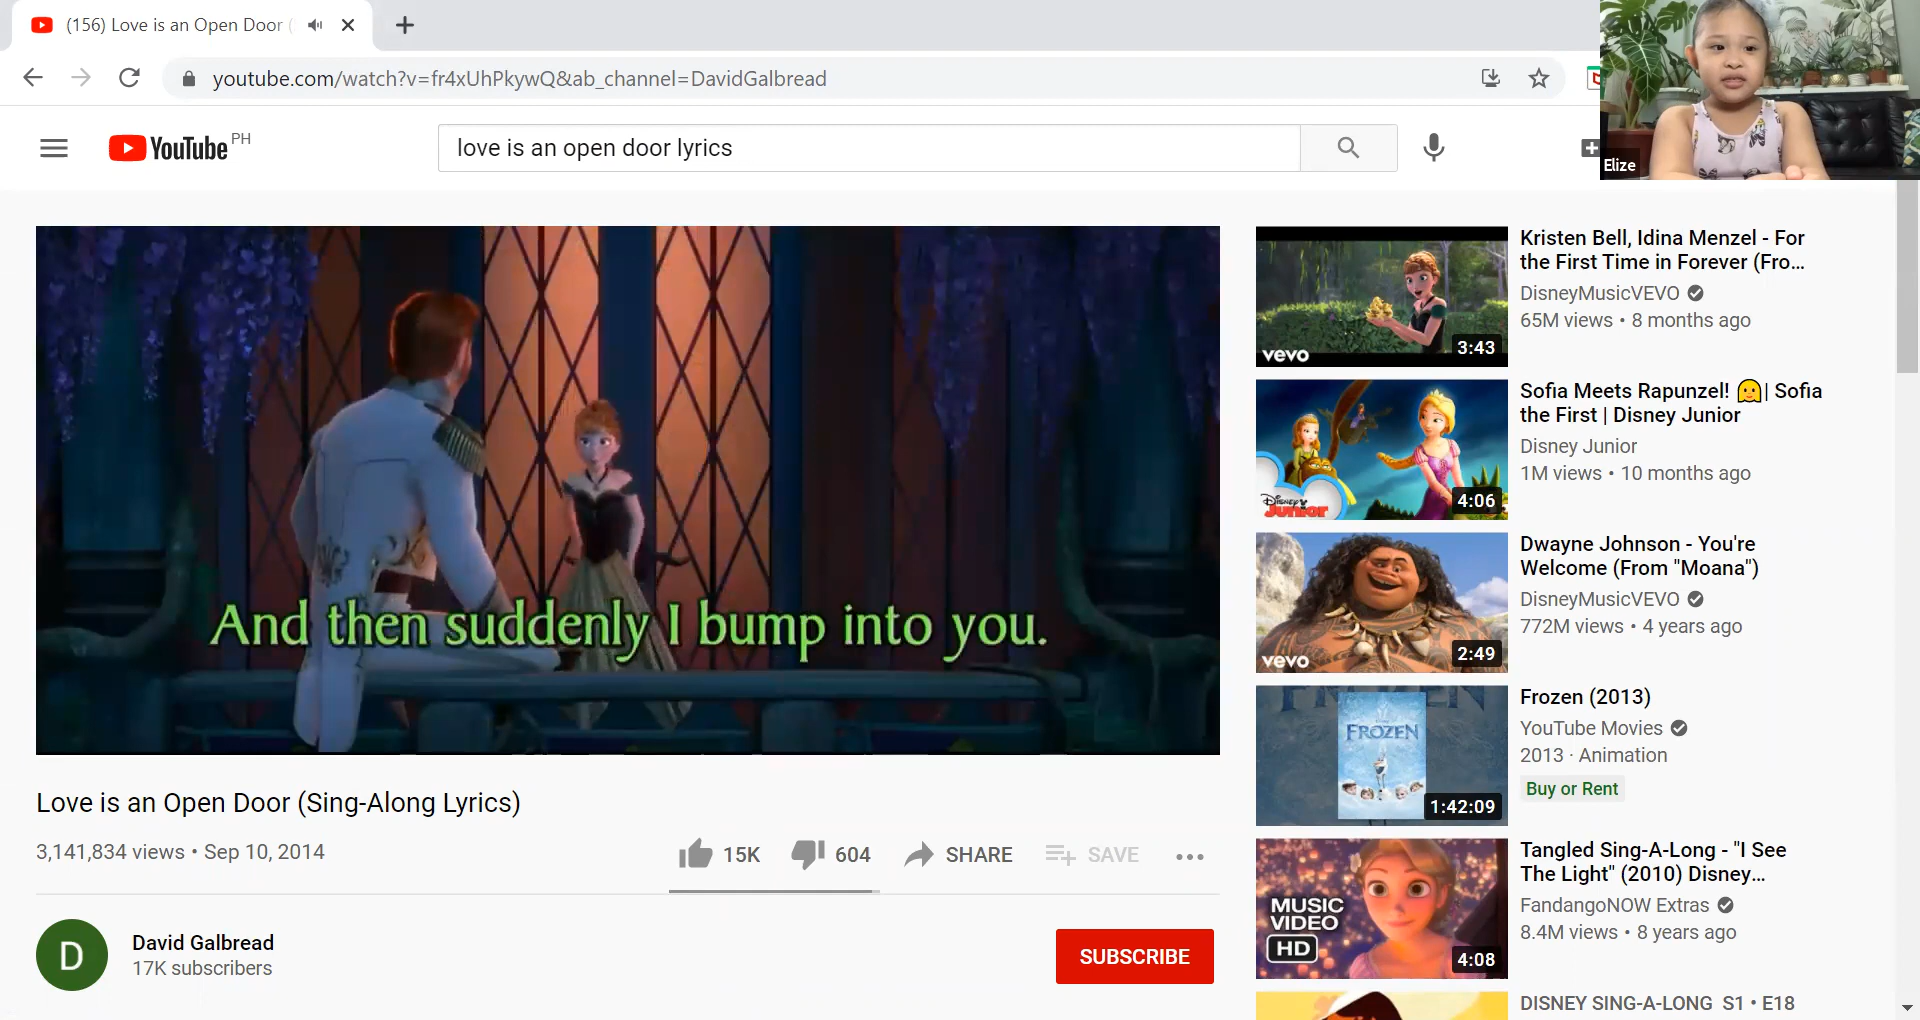 (156) Love is an Open Door (
youtube.com/watch?v=fr4xUhPkywQ&ab_channel=DavidGalbread
YouTube PH
love is an open door lyrics
Elize
And then suddenly I bump into you.
Love is an Open Door (Sing-Along Lyrics)
3,141,834 views • Sep 10, 2014
15K 604 SHARE SAVE
D
David Galbread
17K subscribers
SUBSCRIBE
vevo
3:43
Kristen Bell, Idina Menzel - For
the First Time in Forever (Fro...
DisneyMusicVEVO
65M views • 8 months ago
Disney
Junior
4:06
Sofia Meets Rapunzel! | Sofia
the First | Disney Junior
Disney Junior
1M views • 10 months ago
vevo
2:49
Dwayne Johnson - You're
Welcome (From "Moana")
DisneyMusicVEVO
772M views • 4 years ago
FROZEN
1:42:09
Frozen (2013)
YouTube Movies
2013 · Animation
Buy or Rent
MUSIC
VIDEO
HD
4:08
Tangled Sing-A-Long - "I See
The Light" (2010) Disney...
FandangoNOW Extras
8.4M views • 8 years ago
DISNEY SING-A-LONG S1 • E18